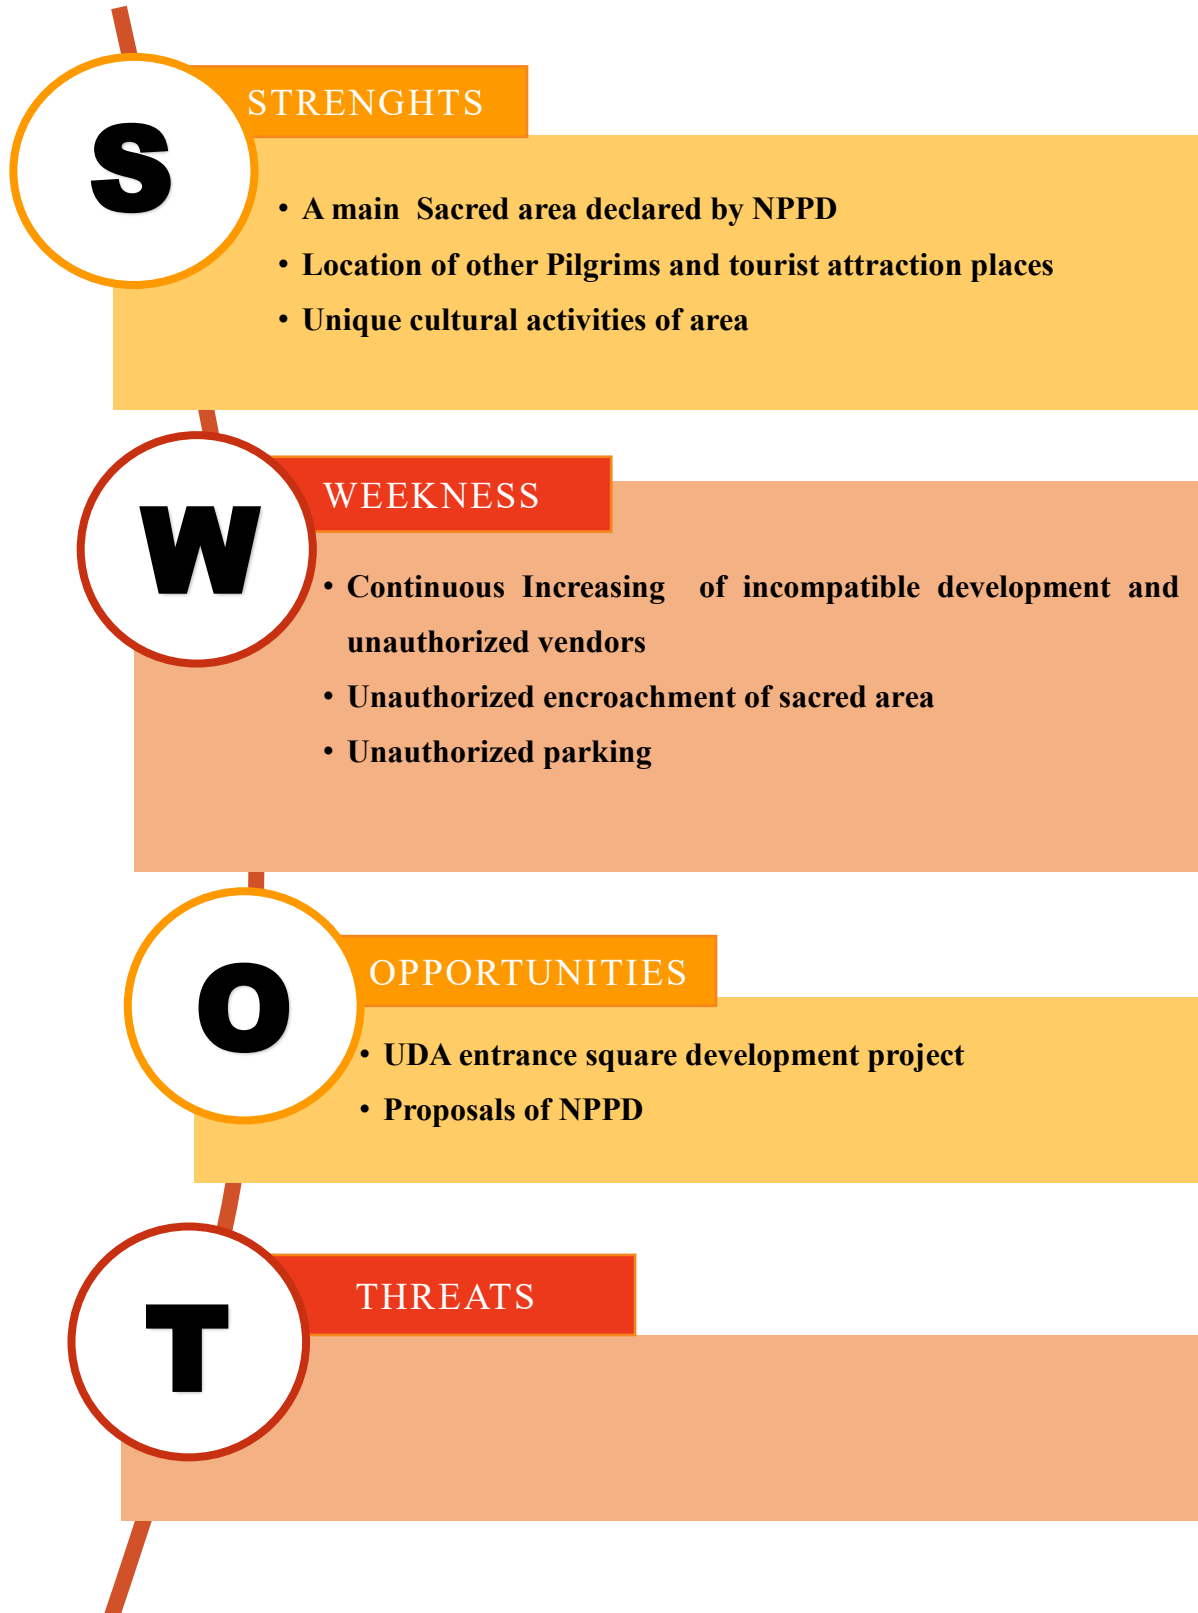 S
STRENGHTS
• A main  Sacred area declared by NPPD
• Location of other Pilgrims and tourist attraction places
• Unique cultural activities of area
W
WEEKNESS
• Continuous Increasing  of incompatible development and
unauthorized vendors
• Unauthorized encroachment of sacred area
• Unauthorized parking
O
OPPORTUNITIES
• UDA entrance square development project
• Proposals of NPPD
T
THREATS